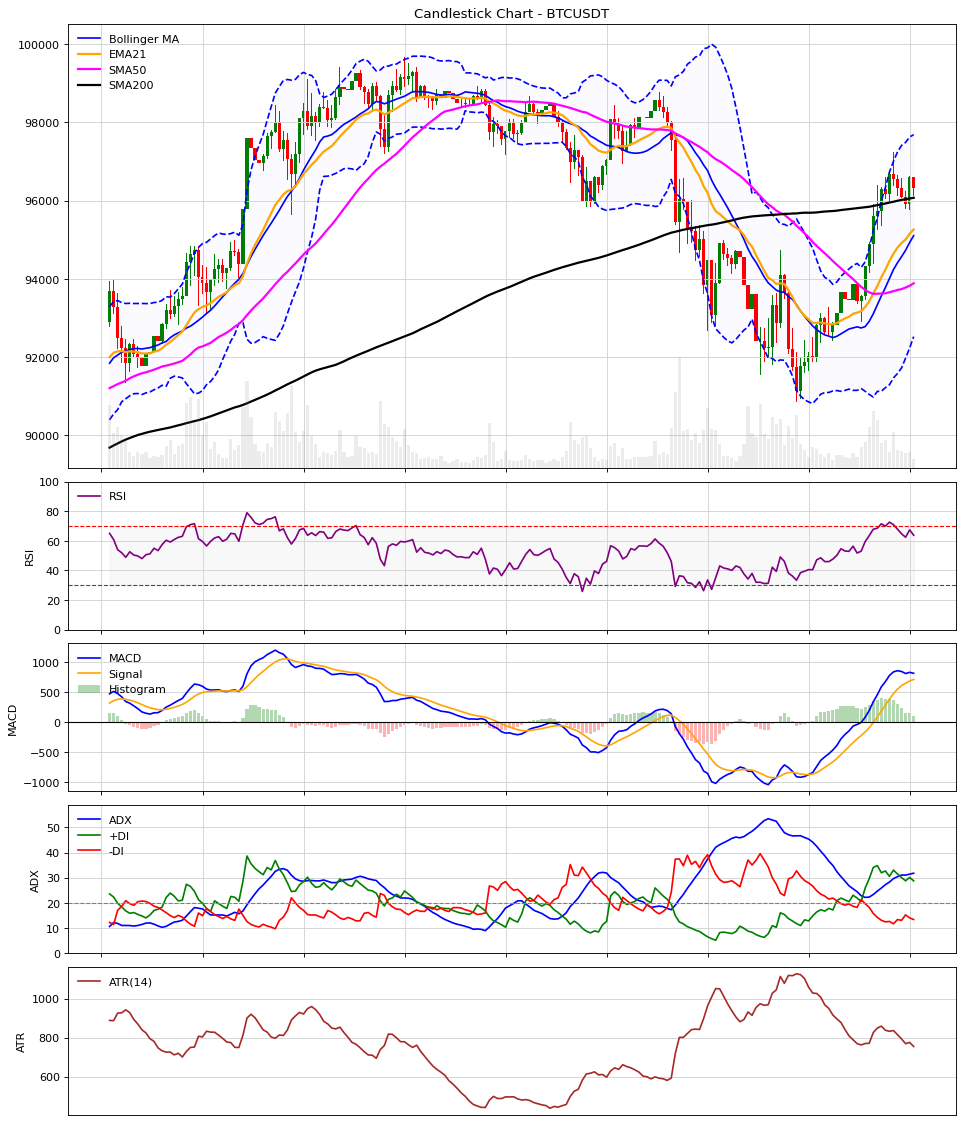 Candlestick Chart - BTCUSDT
Bollinger MA
EMA21
SMA50
SMA200
100000
98000
96000
94000
92000
90000
RSI
RSI
100
80
60
40
20
0
MACD
Signal
Histogram
MACD
1000
500
0
−500
−1000
ADX
+DI
-DI
ADX
50
40
30
20
10
0
ATR(14)
ATR
1000
800
600